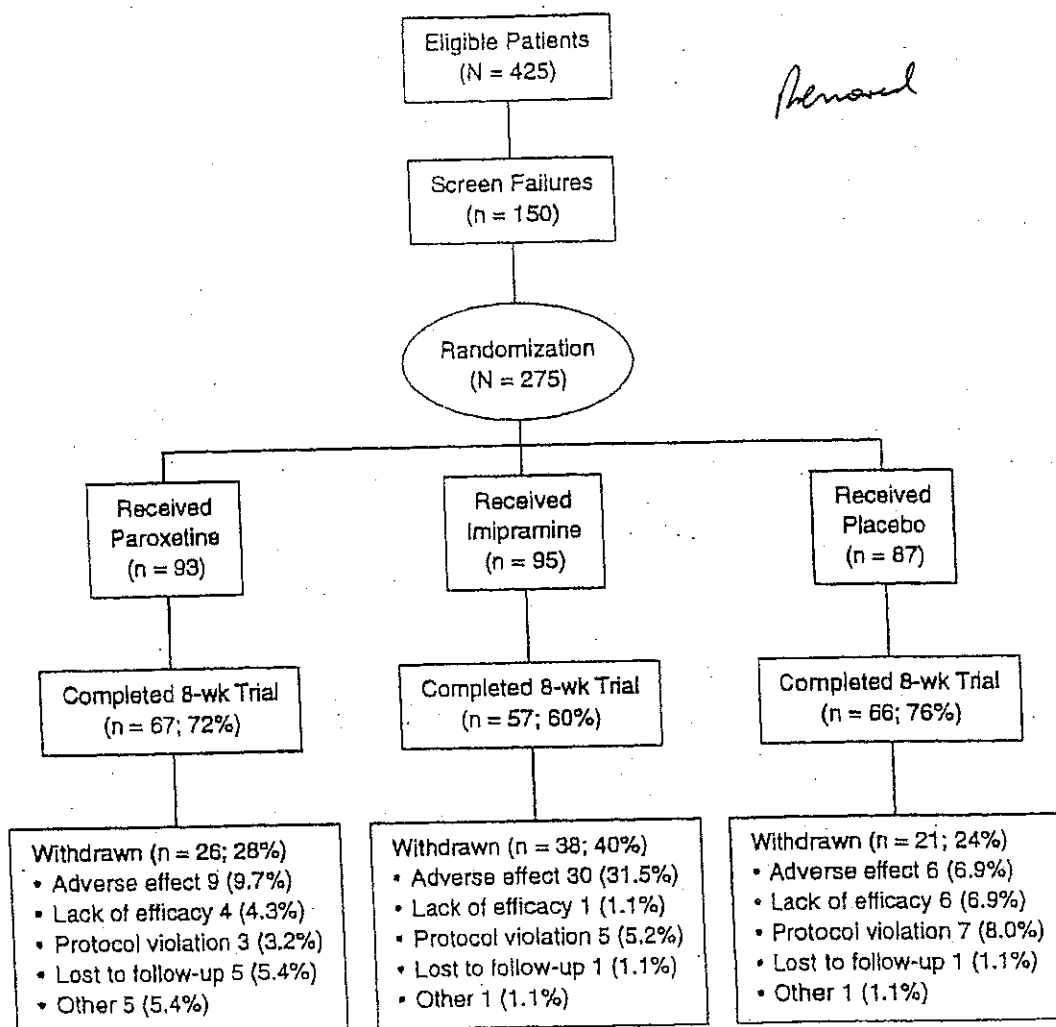 Eligible Patients
(N = 425)
Removed
Screen Failures
(n = 150)
Randomization
(N = 275)
Received
Paroxetine
(n = 93)
Received
Imipramine
(n = 95)
Received
Placebo
(n = 87)
Completed 8-wk Trial
(n = 67; 72%)
Completed 8-wk Trial
(n = 57; 60%)
Completed 8-wk Trial
(n = 66; 76%)
Withdrawn (n = 26; 28%)
• Adverse effect 9 (9.7%)
• Lack of efficacy 4 (4.3%)
• Protocol violation 3 (3.2%)
• Lost to follow-up 5 (5.4%)
• Other 5 (5.4%)
Withdrawn (n = 38; 40%)
• Adverse effect 30 (31.5%)
• Lack of efficacy 1 (1.1%)
• Protocol violation 5 (5.2%)
• Lost to follow-up 1 (1.1%)
• Other 1 (1.1%)
Withdrawn (n = 21; 24%)
• Adverse effect 6 (6.9%)
• Lack of efficacy 6 (6.9%)
• Protocol violation 7 (8.0%)
• Lost to follow-up 1 (1.1%)
• Other 1 (1.1%)